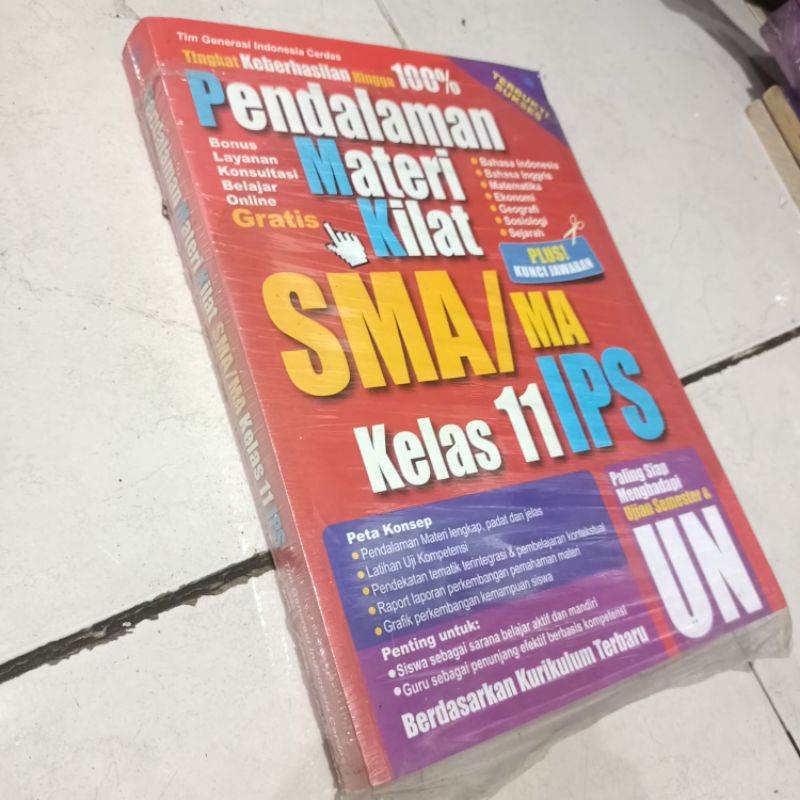 Tim Generasi Indonesia Cerdas
Tingkat Keberhasilan Hingga 100%
TERBUKTI
SUKSES
Pendalaman
Materi
Kilat
Bonus
Layanan
Konsultasi
Belajar
Online
Gratis
Bahasa Indonesia
Bahasa Inggris
Matematika
Ekonomi
Geografi
Sosiologi
Sejarah
PLUS!
KUNCI JAWABAN
SMA/MA
Kelas 11 IPS
Peta Konsep
Pendalaman Materi lengkap, padat dan jelas
Latihan Uji Kompetensi
Pendekatan tematik terintegrasi & pembelajaran kontekstual
Raport laporan perkembangan pemahaman materi
Grafik perkembangan kemampuan siswa
Paling Siap
Menghadapi
Ujian Semester &
UN
Penting untuk:
Siswa sebagai sarana belajar aktif dan mandiri
Guru sebagai penunjang efektif berbasis kompetensi
Berdasarkan Kurikulum Terbaru
Pendalaman Materi Kilat SMA/MA Kelas 11 IPS